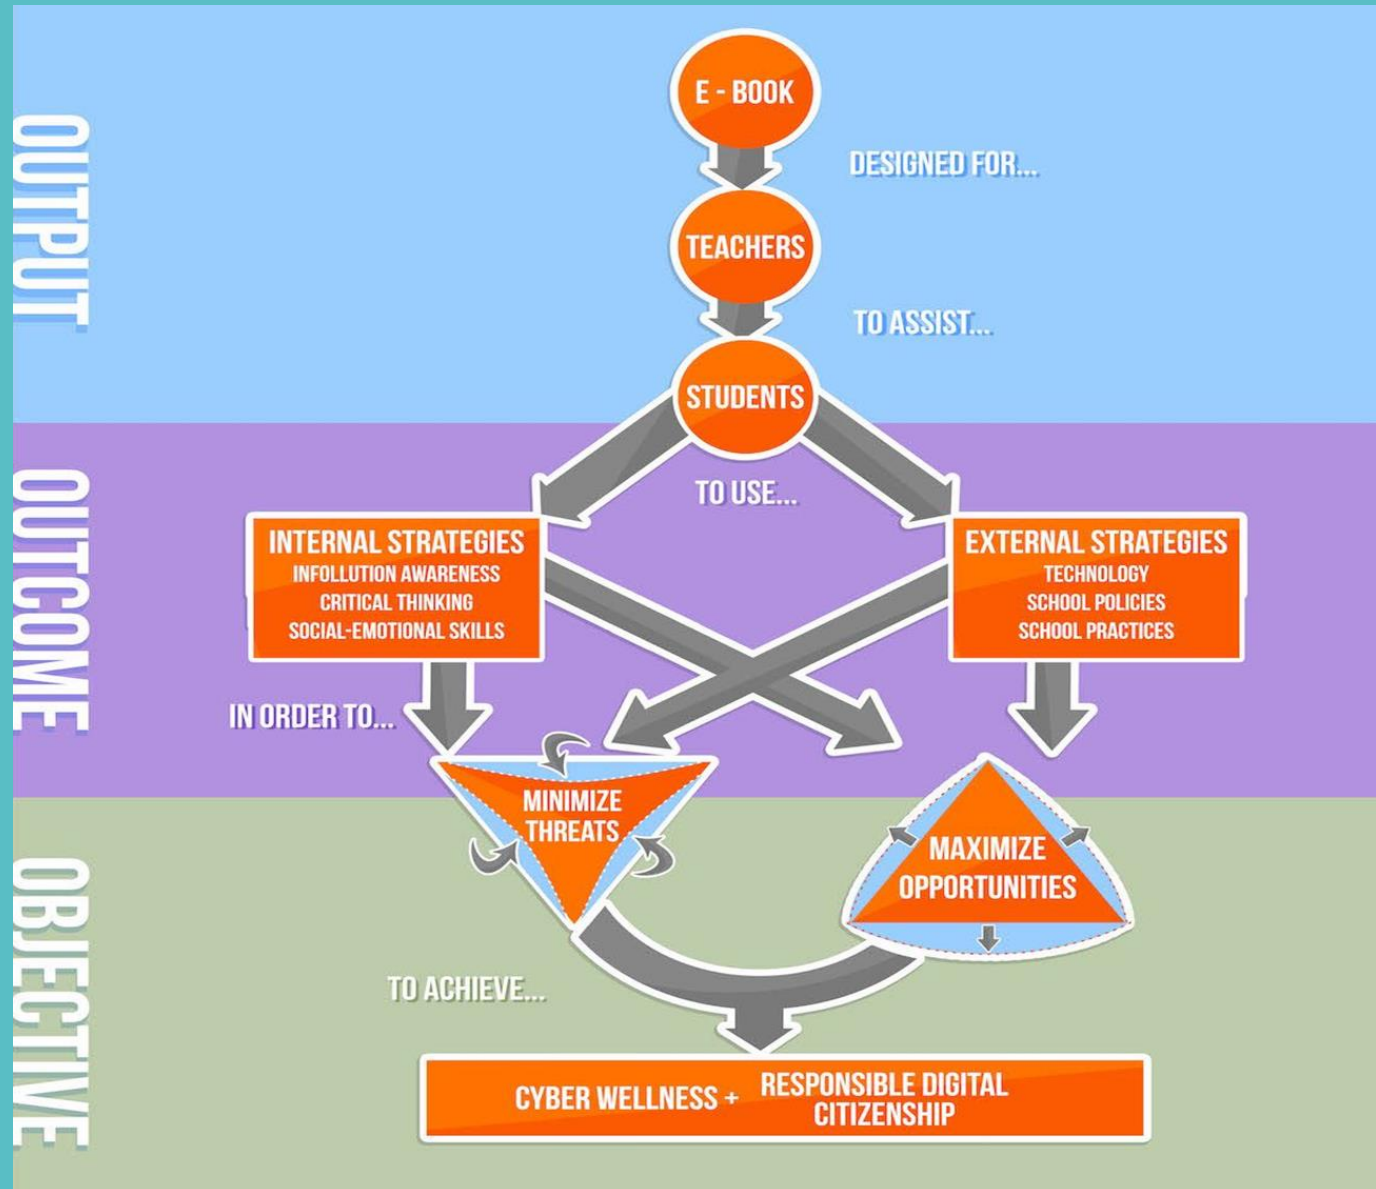 OUTPUT
E - BOOK
DESIGNED FOR...
TEACHERS
TO ASSIST...
STUDENTS
OUTCOME
TO USE...
INTERNAL STRATEGIES
INFOLLUTION AWARENESS
CRITICAL THINKING
SOCIAL-EMOTIONAL SKILLS
EXTERNAL STRATEGIES
TECHNOLOGY
SCHOOL POLICIES
SCHOOL PRACTICES
IN ORDER TO...
OBJECTIVE
MINIMIZE
THREATS
MAXIMIZE
OPPORTUNITIES
TO ACHIEVE...
CYBER WELLNESS + RESPONSIBLE DIGITAL
CITIZENSHIP